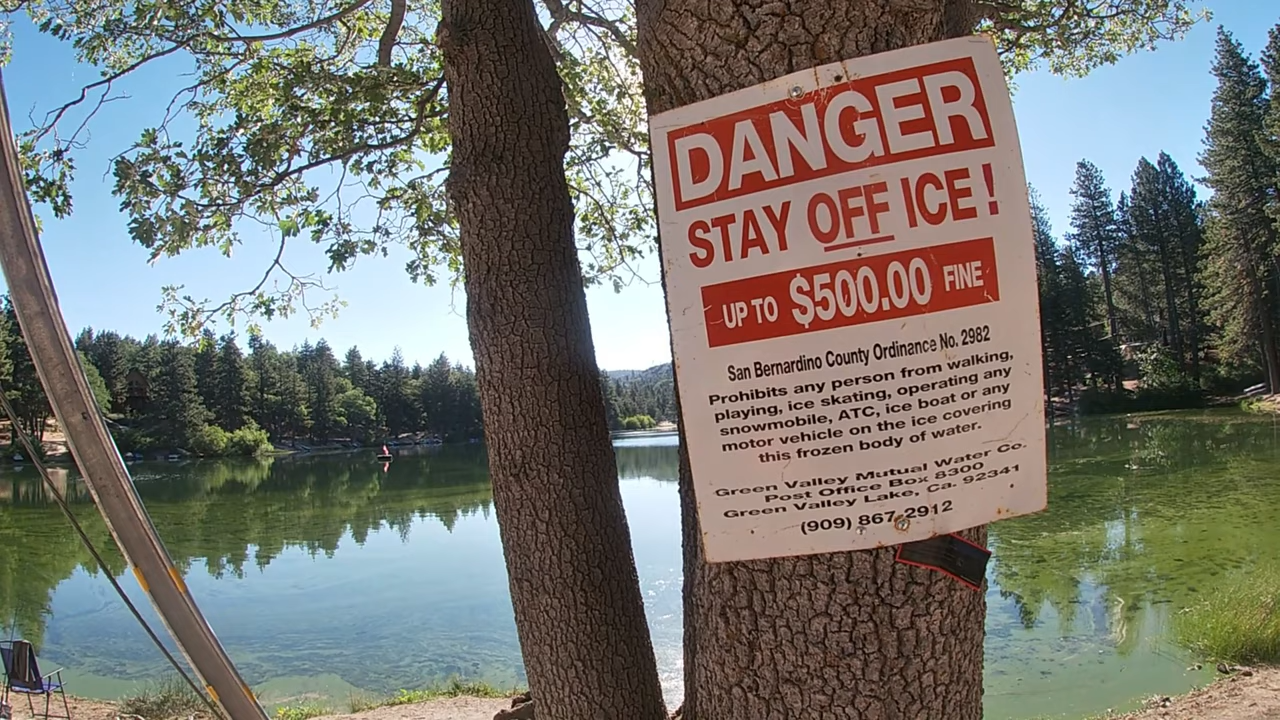 DANGER
STAY OFF ICE!
UP TO $500.00 FINE
San Bernardino County Ordinance No. 2982
Prohibits any person from walking,
playing, ice skating, operating any
snowmobile, ATC, ice boat or any
motor vehicle on the ice covering
this frozen body of water.
Green Valley Mutual Water Co.
Post Office Box 8300
Green Valley Lake, Ca. 92341
(909) 867-2912